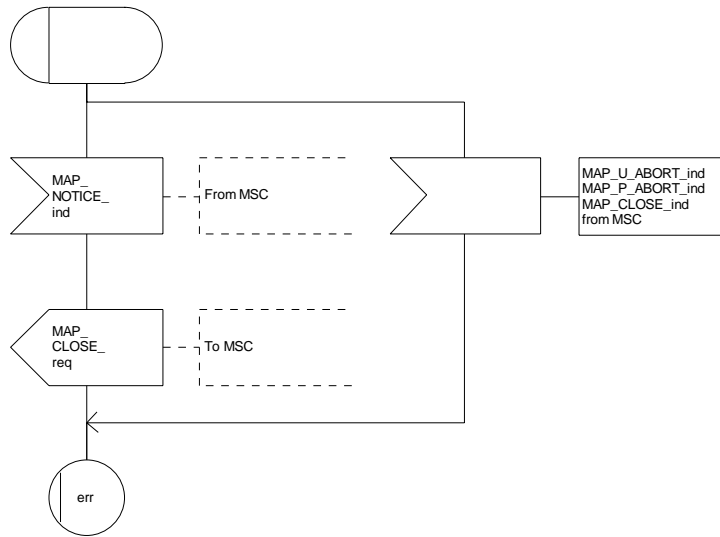 MAP_
NOTICE_
ind
From MSC
MAP_U_ABORT_ind
MAP_P_ABORT_ind
MAP_CLOSE_ind
from MSC
MAP_
CLOSE_
req
To MSC
err